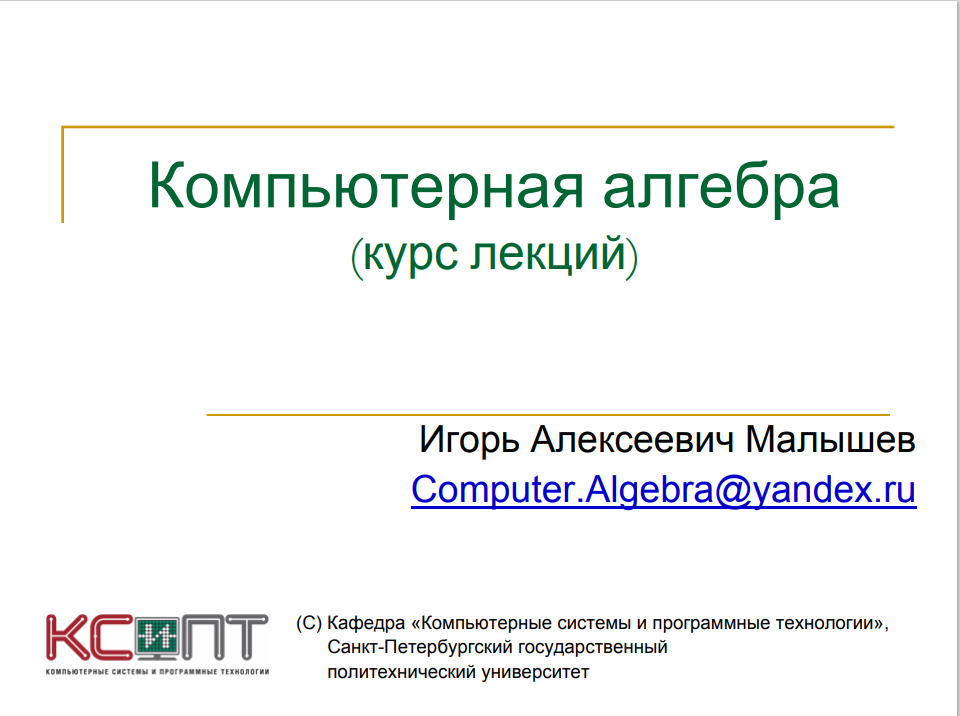 Компьютерная алгебра
(курс лекций)
Игорь Алексеевич Малышев
Computer.Algebra@yandex.ru
КСИПТ
КОМПЬЮТЕРНЫЕ СИСТЕМЫ И ПРОГРАММНЫЕ ТЕХНОЛОГИИ
(С) Кафедра «Компьютерные системы и программные технологии»,
Санкт-Петербургский государственный
политехнический университет